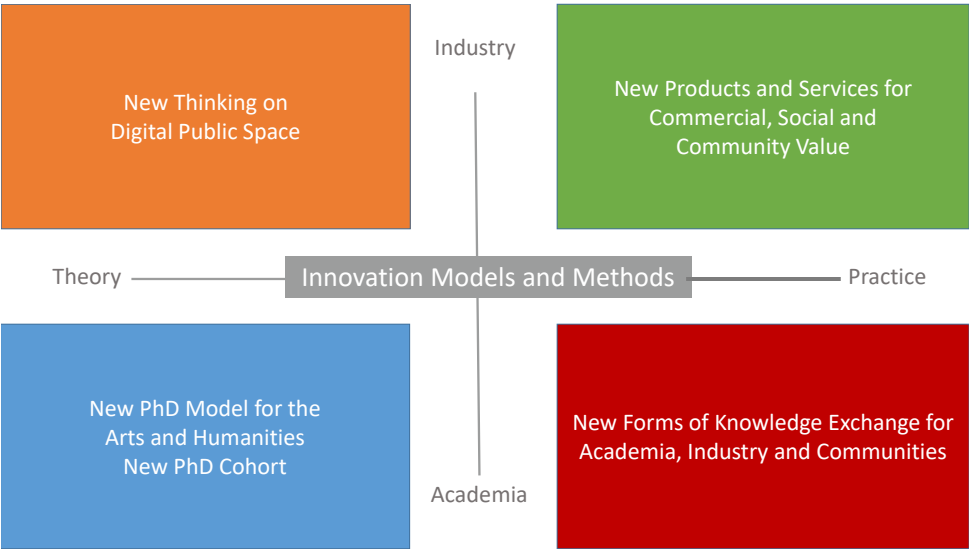 Industry
New Thinking on
Digital Public Space
New Products and Services for
Commercial, Social and
Community Value
Theory
Innovation Models and Methods
Practice
New PhD Model for the
Arts and Humanities
New PhD Cohort
New Forms of Knowledge Exchange for
Academia, Industry and Communities
Academia